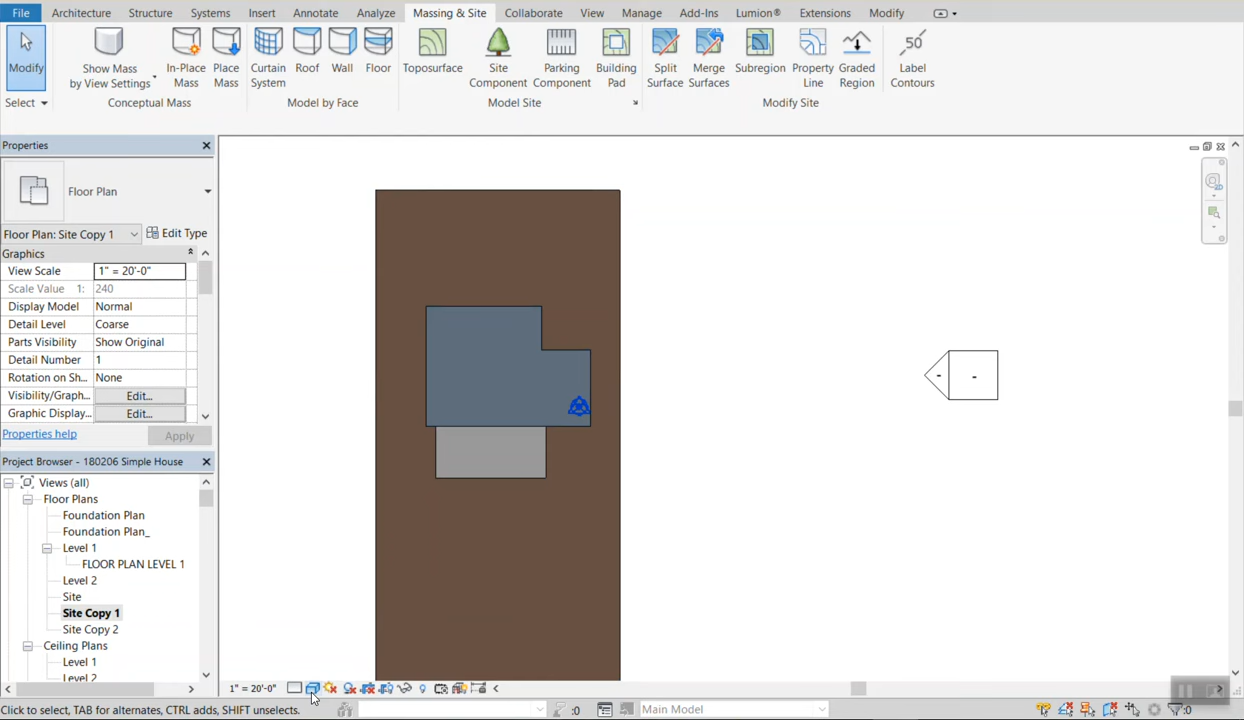 File Architecture Structure Systems Insert Annotate Analyze Massing & Site Collaborate View Manage Add-Ins Lumion® Extensions Modify
Modify Show Mass by View Settings In-Place Mass Place Mass Curtain System Roof Wall Floor Toposurface Site Component Parking Component Building Pad Split Surface Merge Surfaces Subregion Property Line Graded Region 50 Label Contours
Select Conceptual Mass Model by Face Model Site Modify Site
Properties
Floor Plan
Floor Plan: Site Copy 1 Edit Type
Graphics
View Scale 1" = 20'-0"
Scale Value 1: 240
Display Model Normal
Detail Level Coarse
Parts Visibility Show Original
Detail Number 1
Rotation on Sh... None
Visibility/Graph... Edit...
Graphic Display... Edit...
Properties help Apply
Project Browser - 180206 Simple House
Views (all)
Floor Plans
Foundation Plan
Foundation Plan_
Level 1
FLOOR PLAN LEVEL 1
Level 2
Site
Site Copy 1
Site Copy 2
Ceiling Plans
Level 1
Level 2
1" = 20'-0"
Click to select, TAB for alternates, CTRL adds, SHIFT unselects. :0 Main Model :0